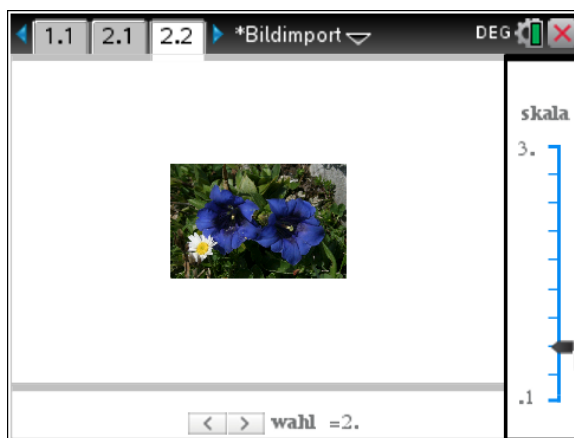 1.1 2.1 2.2 *Bildimport DEG
skala
3.
.1
wahl =2.